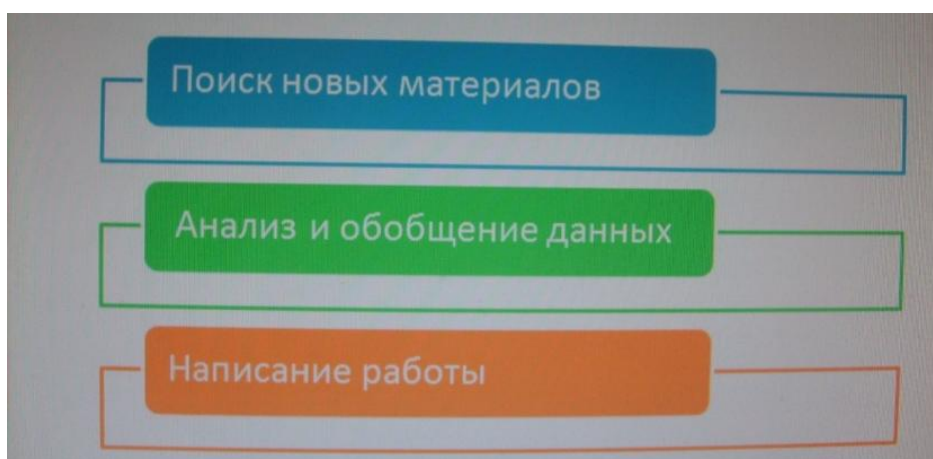 Поиск новых материалов
Анализ и обобщение данных
Написание работы